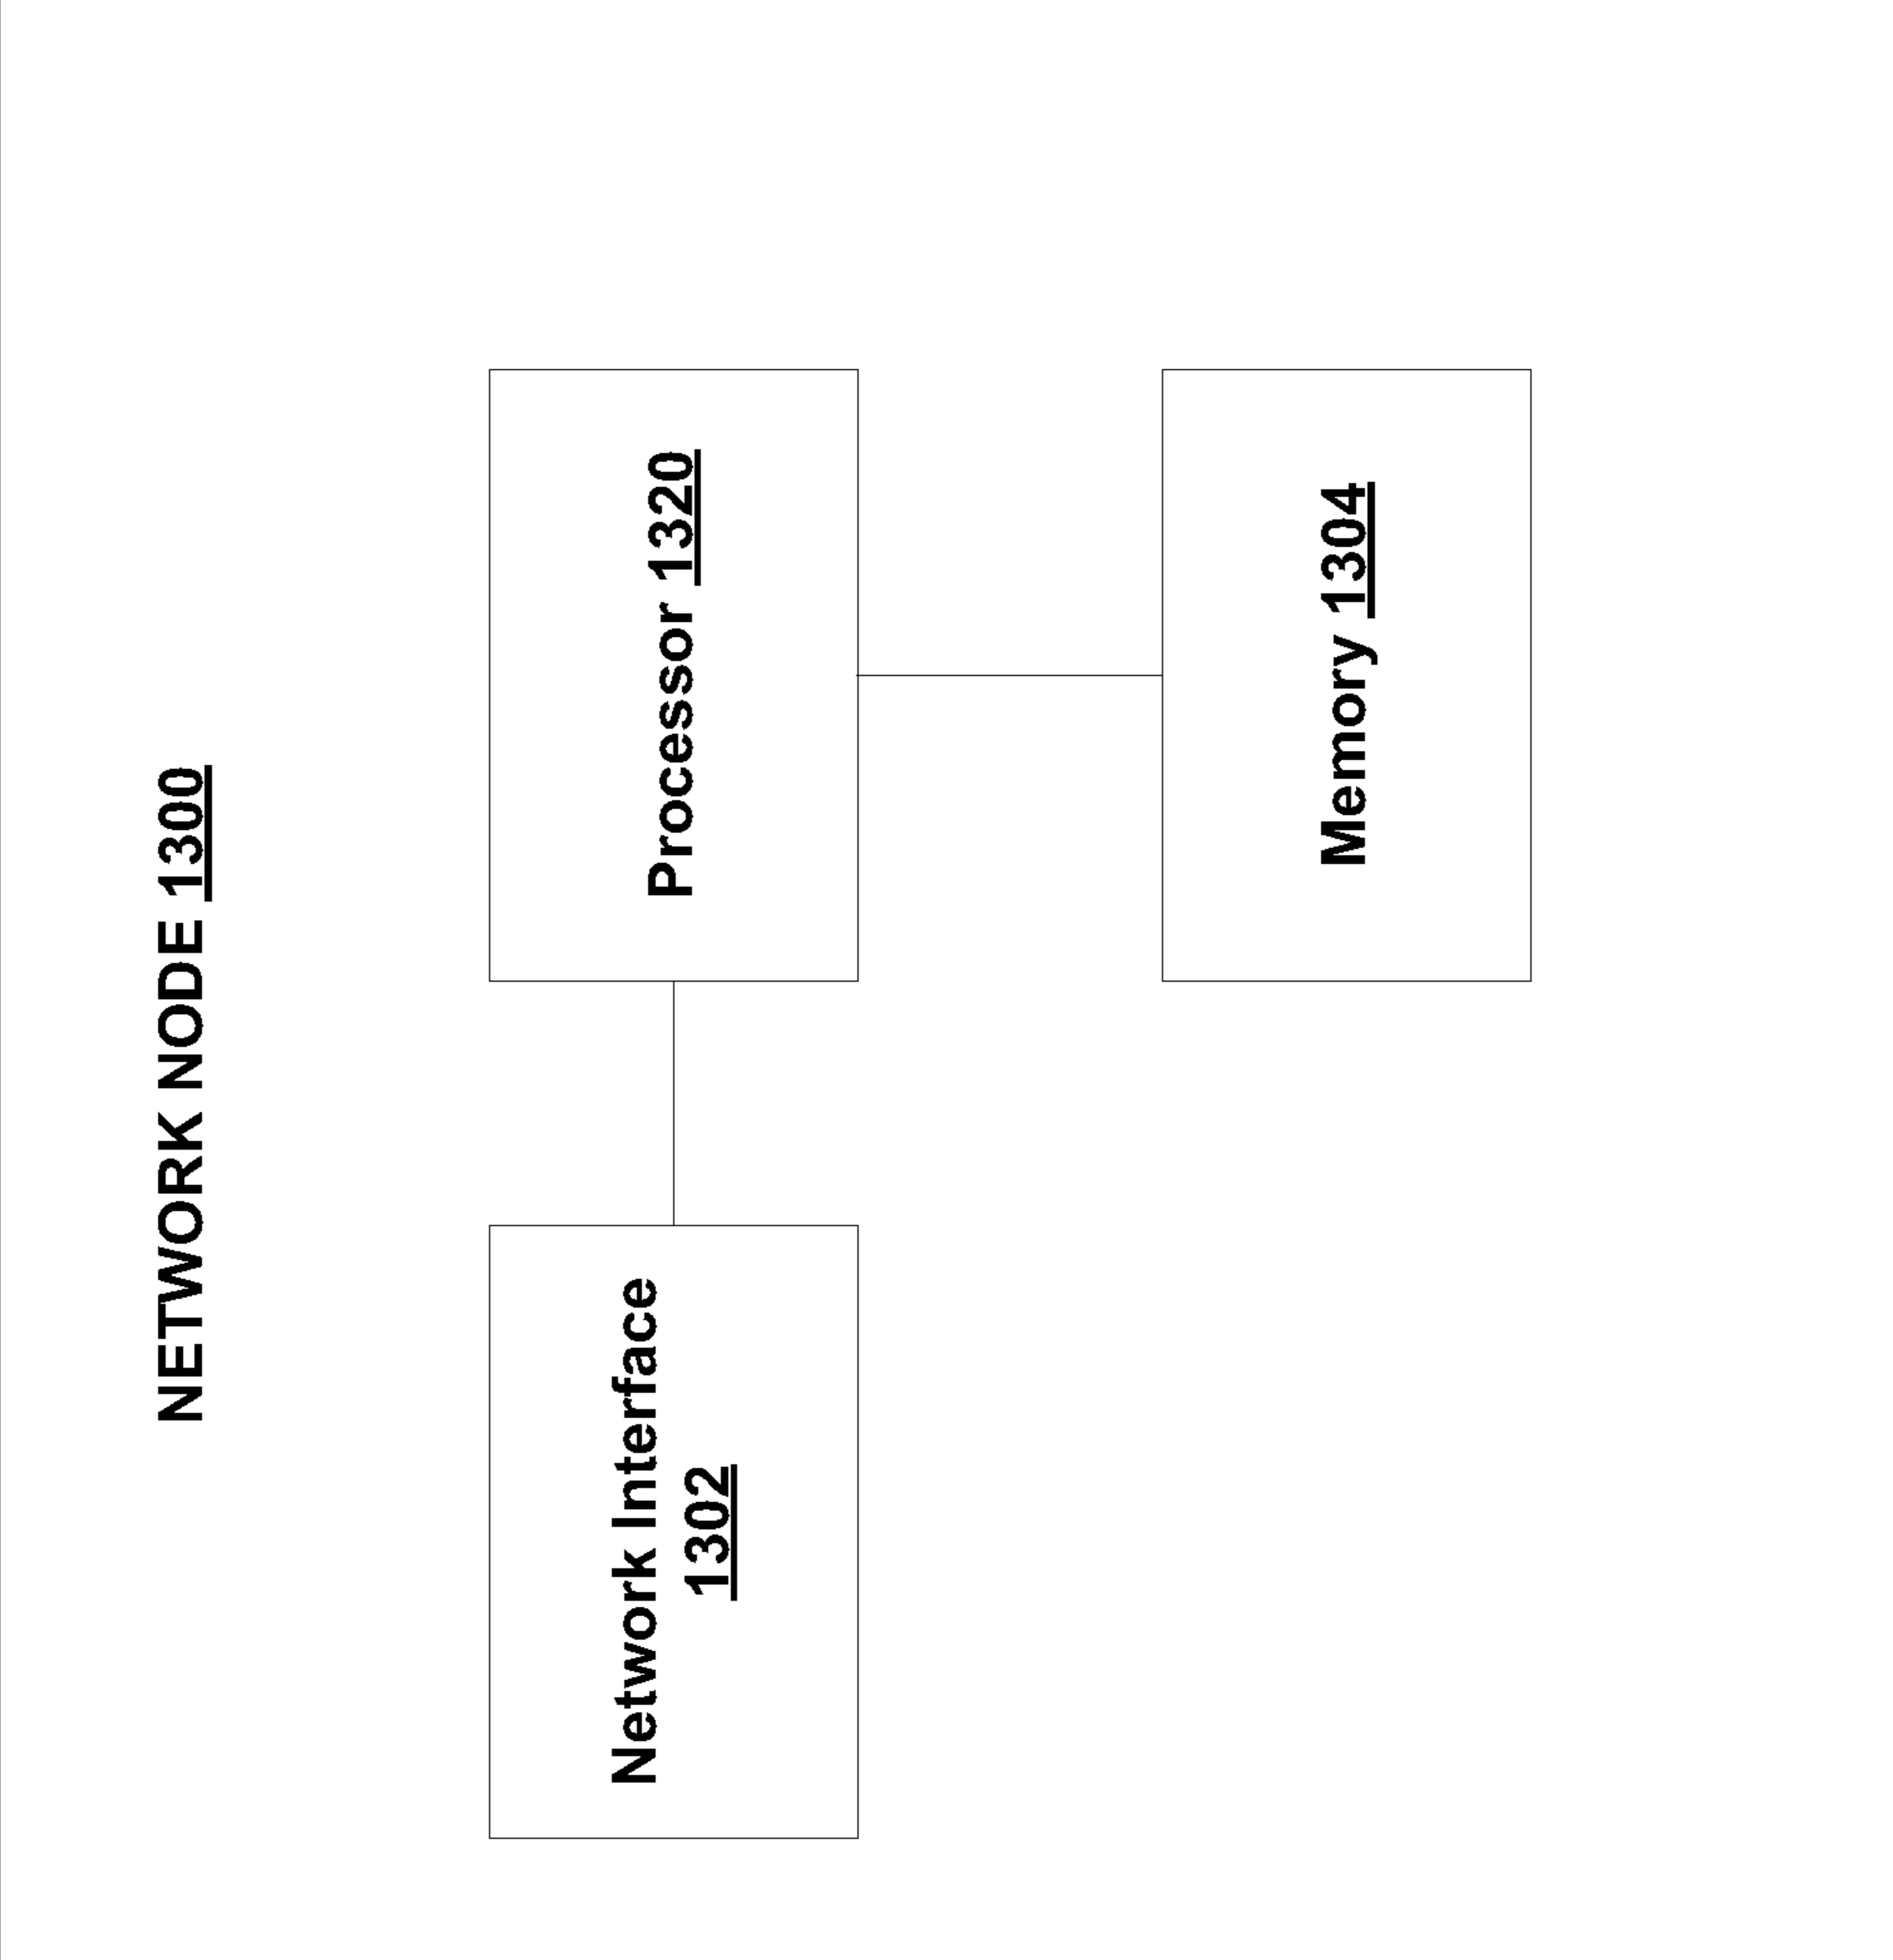 NETWORK NODE 1300
Network Interface
1302
Processor 1320
Memory 1304